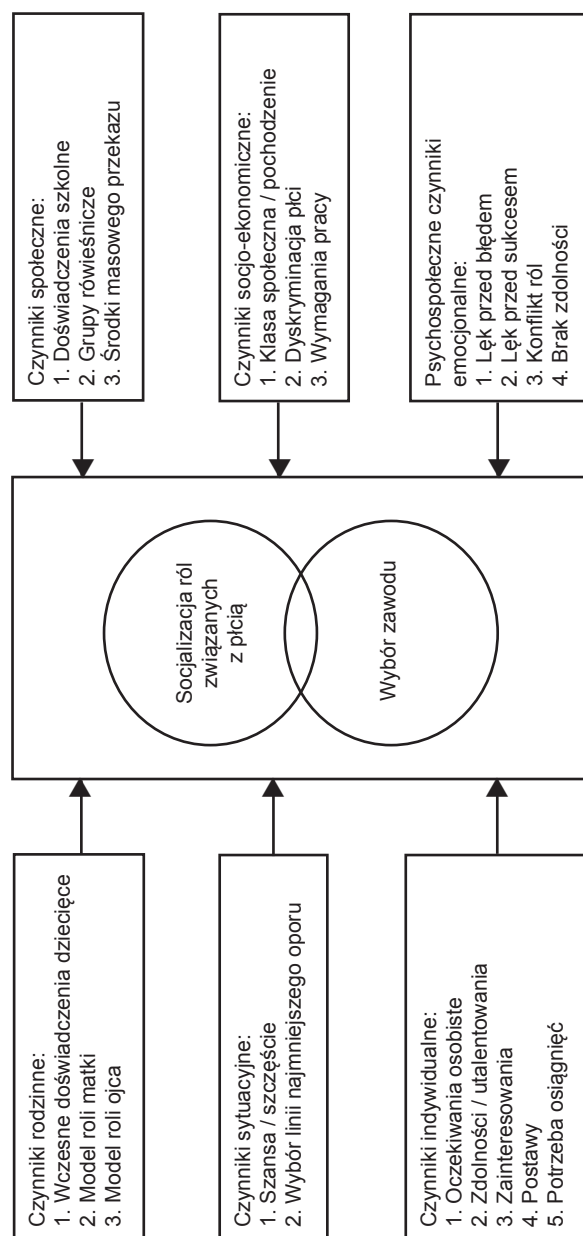 Czynniki rodzinne:
1. Wczesne doświadczenia dziecięce
2. Model roli matki
3. Model roli ojca
Czynniki sytuacyjne:
1. Szansa / szczęście
2. Wybór linii najmniejszego oporu
Czynniki indywidualne:
1. Oczekiwania osobiste
2. Zdolności / utalentowania
3. Zainteresowania
4. Postawy
5. Potrzeba osiągnięć
Socjalizacja ról
związanych
z płcią
Wybór zawodu
Czynniki społeczne:
1. Doświadczenia szkolne
2. Grupy rówieśnicze
3. Środki masowego przekazu
Czynniki socjo-ekonomiczne:
1. Klasa społeczna / pochodzenie
2. Dyskryminacja płci
3. Wymagania pracy
Psychospołeczne czynniki
emocjonalne:
1. Lęk przed błędem
2. Lęk przed sukcesem
3. Konflikt ról
4. Brak zdolności